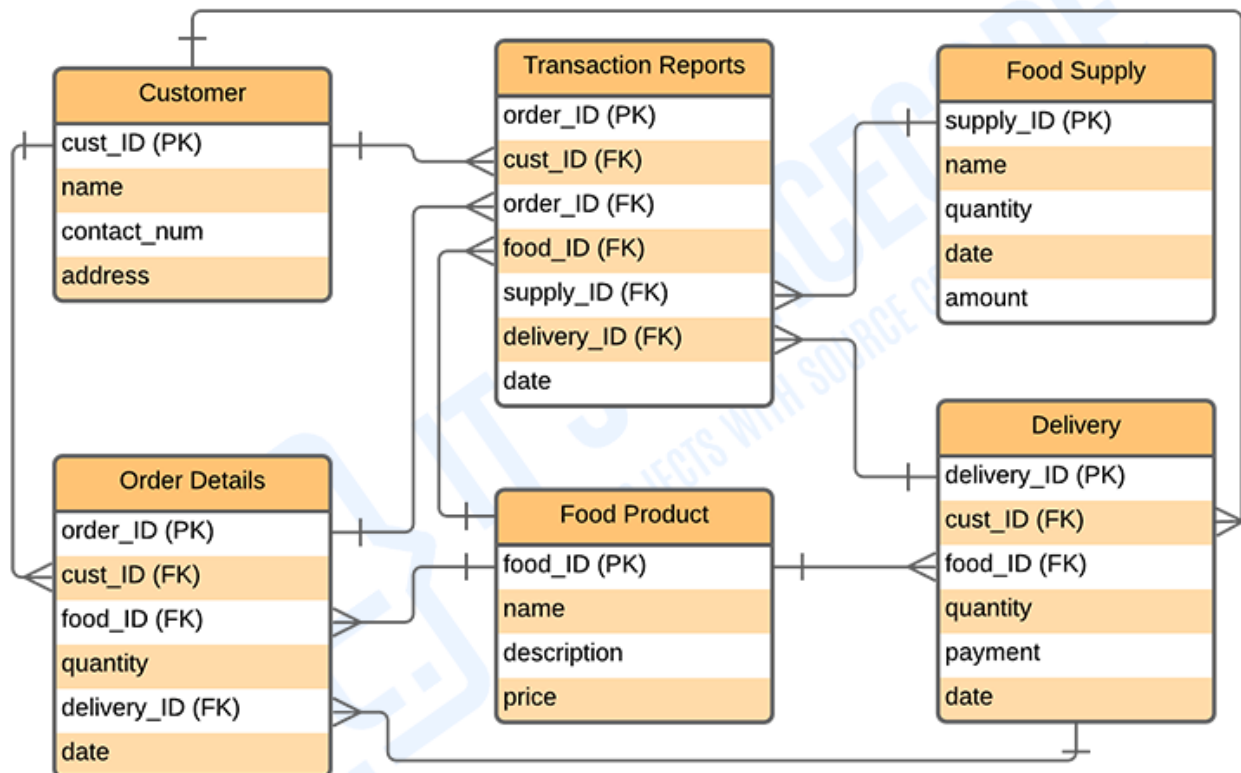 Customer
cust_ID (PK)
name
contact_num
address
Transaction Reports
order_ID (PK)
cust_ID (FK)
order_ID (FK)
food_ID (FK)
supply_ID (FK)
delivery_ID (FK)
date
Food Supply
supply_ID (PK)
name
quantity
date
amount
Order Details
order_ID (PK)
cust_ID (FK)
food_ID (FK)
quantity
delivery_ID (FK)
date
Food Product
food_ID (PK)
name
description
price
Delivery
delivery_ID (PK)
cust_ID (FK)
food_ID (FK)
quantity
payment
date